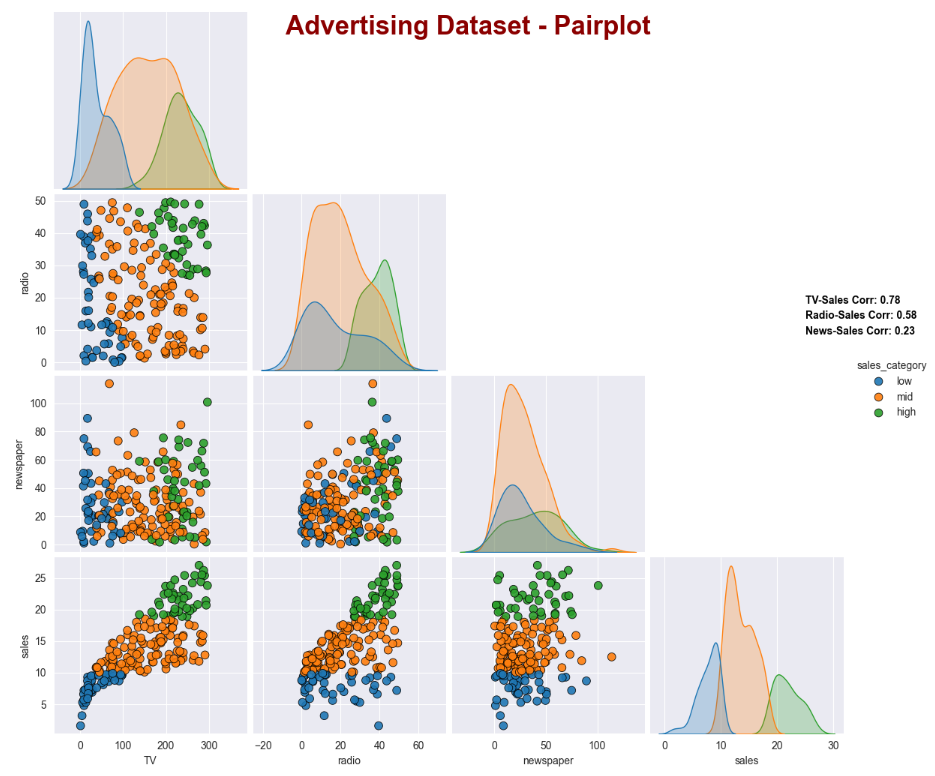 Advertising Dataset - Pairplot
50
40
30
20
10
0
radio
TV-Sales Corr: 0.78
Radio-Sales Corr: 0.58
News-Sales Corr: 0.23
sales_category
low
mid
high
100
80
60
40
20
0
newspaper
25
20
15
10
5
sales
0 100 200 300
TV
−20 0 20 40 60
radio
0 50 100
newspaper
0 10 20 30
sales